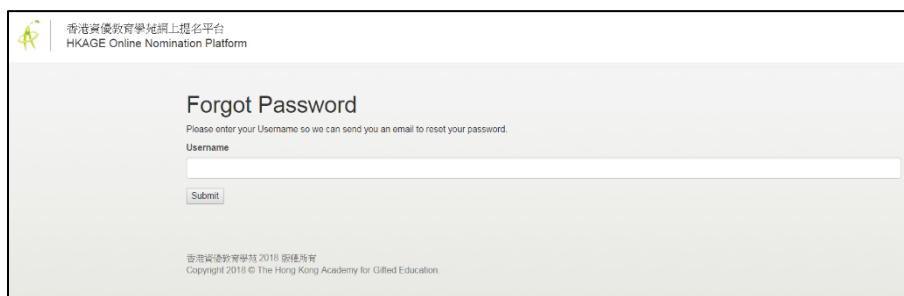 香港資優教育學苑網上提名平台
HKAGE Online Nomination Platform
Forgot Password
Please enter your Username so we can send you an email to reset your password.
Username
Submit
香港資優教育學苑 2018 版權所有
Copyright 2018 © The Hong Kong Academy for Gifted Education